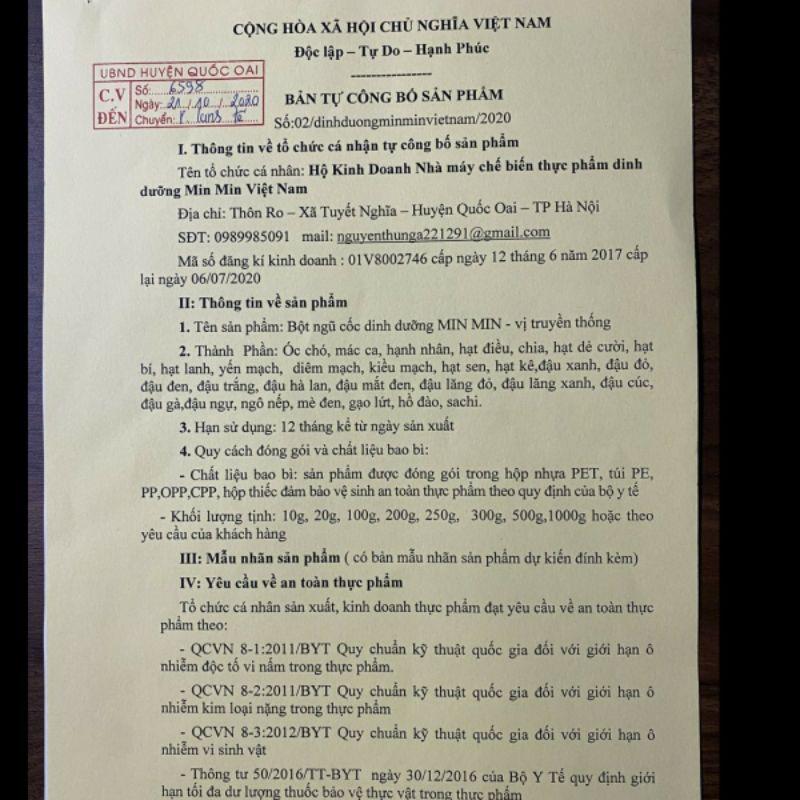 CỘNG HÒA XÃ HỘI CHỦ NGHĨA VIỆT NAM
Độc lập – Tự Do – Hạnh Phúc
----------------
UBND HUYỆN QUỐC OAI
C.V ĐẾN
Số: 6598
Ngày: 21/10/2020
Chuyển: P.
BẢN TỰ CÔNG BÓ SẢN PHẨM
Số:02/dinhduongminminvietnam/2020
I. Thông tin về tổ chức cá nhận tự công bố sản phẩm
Tên tổ chức cá nhân: Hộ Kinh Doanh Nhà máy chế biến thực phẩm dinh
dưỡng Min Min Việt Nam
Địa chỉ: Thôn Ro – Xã Tuyết Nghĩa – Huyện Quốc Oai – TP Hà Nội
SĐT: 0989985091 mail: nguyenthunga221291@gmail.com
Mã số đăng kí kinh doanh : 01V8002746 cấp ngày 12 tháng 6 năm 2017 cấp
lại ngày 06/07/2020
II: Thông tin về sản phẩm
1. Tên sản phẩm: Bột ngũ cốc dinh dưỡng MIN MIN - vị truyền thống
2. Thành Phần: Óc chó, mác ca, hạnh nhân, hạt điều, chia, hạt dẻ cười, hạt
bí, hạt lanh, yến mạch, diêm mạch, kiều mạch, hạt sen, hạt kê,đậu xanh, đậu đỏ,
đậu đen, đậu trắng, đậu hà lan, đậu mắt đen, đậu lăng đỏ, đậu lăng xanh, đậu cúc,
đậu gà,đậu ngự, ngô nếp, mè đen, gạo lứt, hồ đào, sachi.
3. Hạn sử dụng: 12 tháng kể từ ngày sản xuất
4. Quy cách đóng gói và chất liệu bao bì:
- Chất liệu bao bì: sản phẩm được đóng gói trong hộp nhựa PET, túi PE,
PP,OPP,CPP, hộp thiếc đảm bảo vệ sinh an toàn thực phẩm theo quy định của bộ y tế
- Khối lượng tịnh: 10g, 20g, 100g, 200g, 250g, 300g, 500g,1000g hoặc theo
yêu cầu của khách hàng
III: Mẫu nhãn sản phẩm ( có bản mẫu nhãn sản phẩm dự kiến đính kèm)
IV: Yêu cầu về an toàn thực phẩm
Tổ chức cá nhân sản xuất, kinh doanh thực phẩm đạt yêu cầu về an toàn thực
phẩm theo:
- QCVN 8-1:2011/BYT Quy chuẩn kỹ thuật quốc gia đối với giới hạn ô
nhiễm độc tố vi nấm trong thực phẩm.
- QCVN 8-2:2011/BYT Quy chuẩn kỹ thuật quốc gia đối với giới hạn ô
nhiễm kim loại nặng trong thực phẩm
- QCVN 8-3:2012/BYT Quy chuẩn kỹ thuật quốc gia đối với giới hạn ô
nhiễm vi sinh vật
- Thông tư 50/2016/TT-BYT ngày 30/12/2016 của Bộ Y Tế quy định giới
hạn tối đa dư lượng thuốc bảo vệ thực vật trong thực phẩm